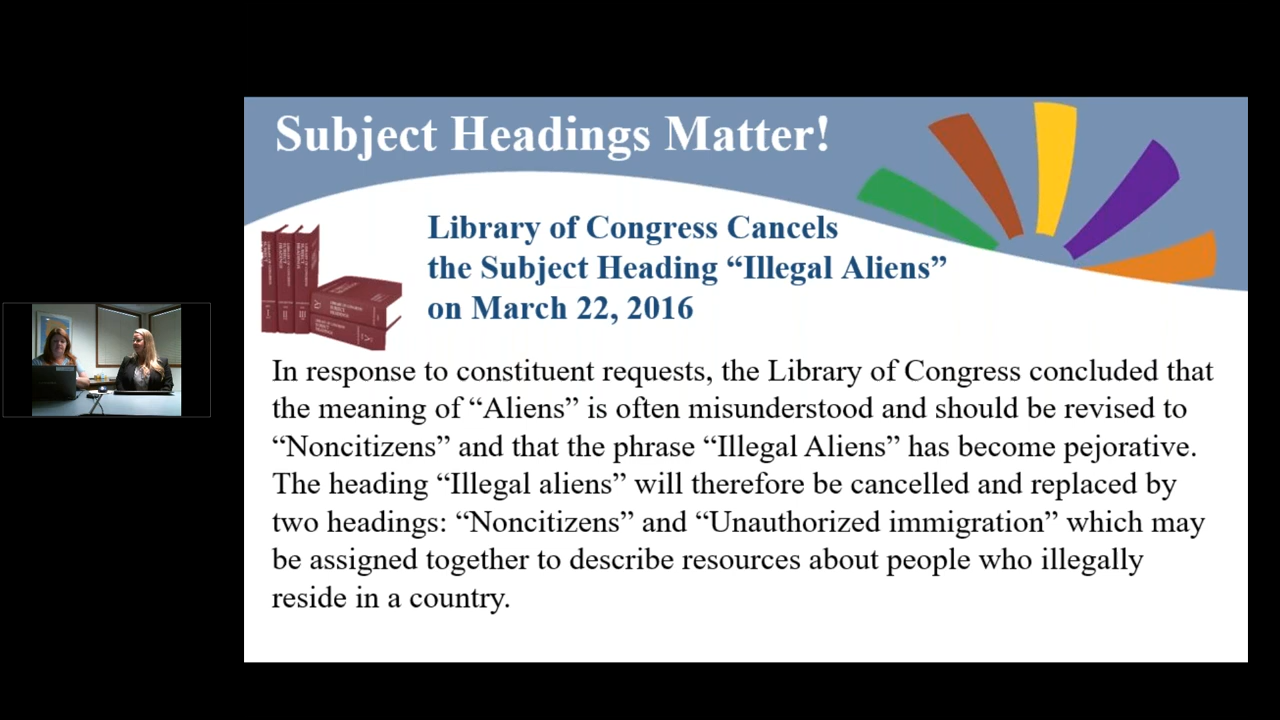 Subject Headings Matter!
Library of Congress Cancels
the Subject Heading “Illegal Aliens”
on March 22, 2016
In response to constituent requests, the Library of Congress concluded that
the meaning of “Aliens” is often misunderstood and should be revised to
“Noncitizens” and that the phrase “Illegal Aliens” has become pejorative.
The heading “Illegal aliens” will therefore be cancelled and replaced by
two headings: “Noncitizens” and “Unauthorized immigration” which may
be assigned together to describe resources about people who illegally
reside in a country.